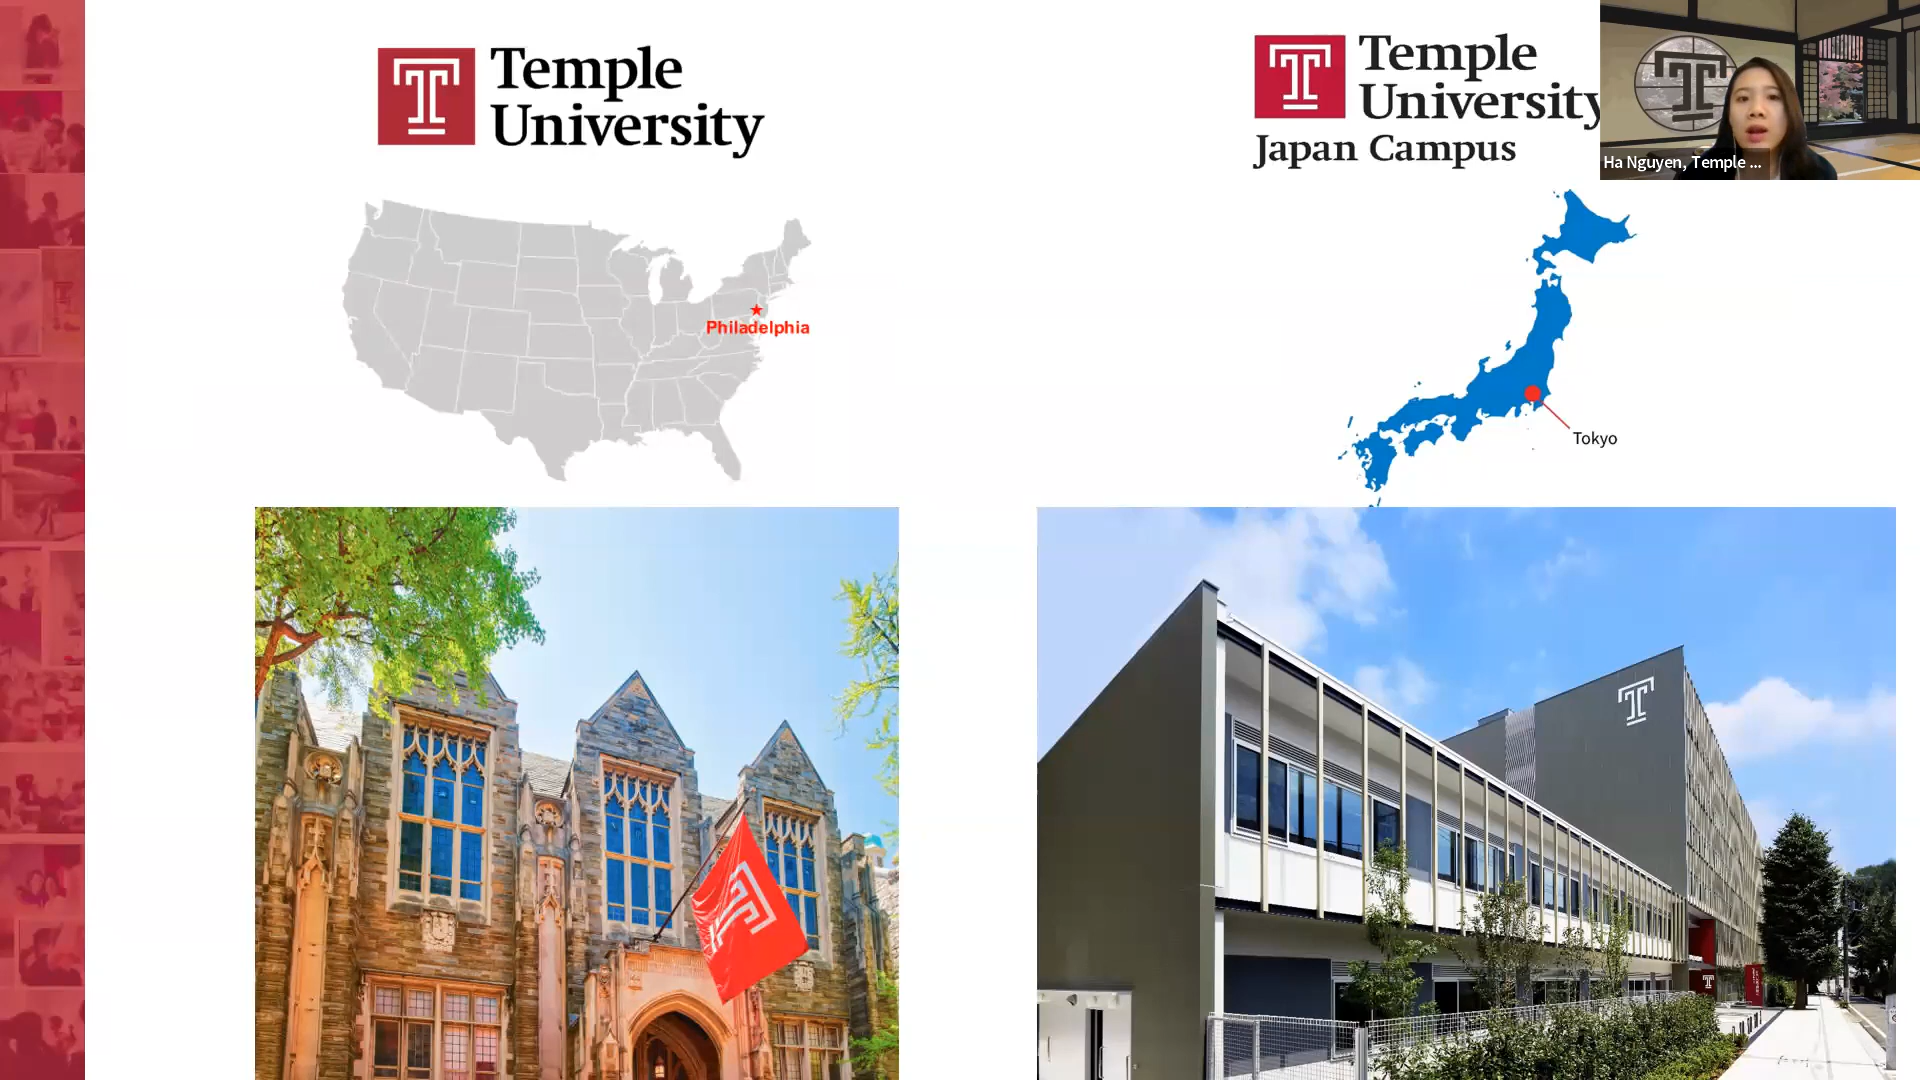 Temple
University
Philadelphia
Temple
University
Japan Campus
Tokyo
Ha Nguyen, Temple ...